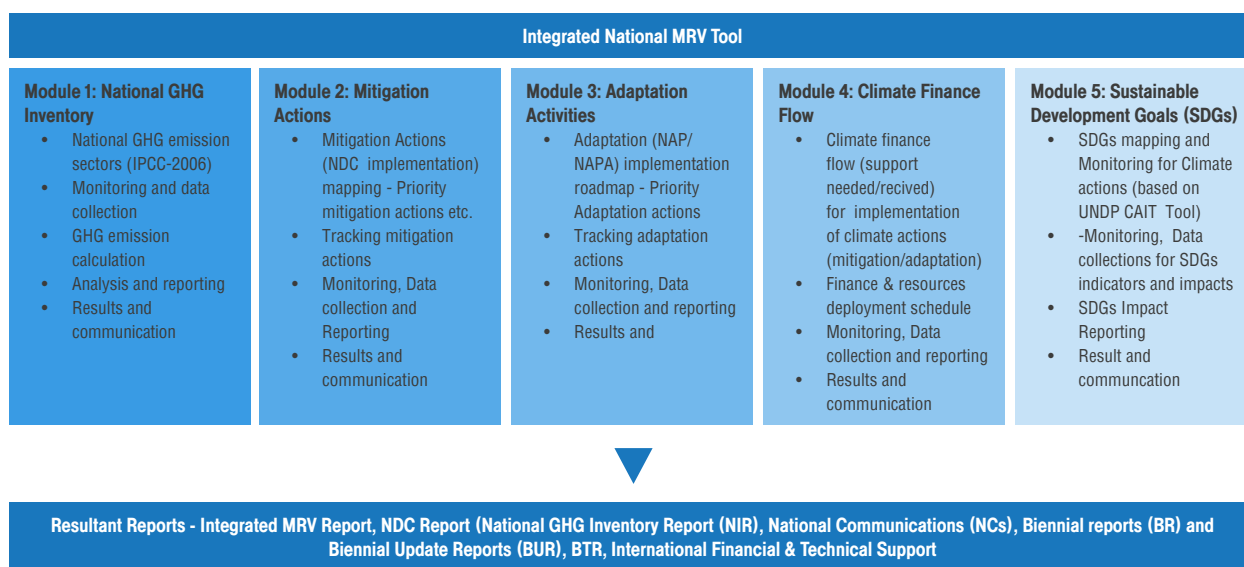 Integrated National MRV Tool
Module 1: National GHG
Inventory
• National GHG emission
sectors (IPCC-2006)
• Monitoring and data
collection
• GHG emission
calculation
• Analysis and reporting
• Results and
communication
Module 2: Mitigation
Actions
• Mitigation Actions
(NDC implementation)
mapping - Priority
mitigation actions etc.
• Tracking mitigation
actions
• Monitoring, Data
collection and
Reporting
• Results and
communication
Module 3: Adaptation
Activities
• Adaptation (NAP/
NAPA) implementation
roadmap - Priority
Adaptation actions
• Tracking adaptation
actions
• Monitoring, Data
collection and reporting
• Results and
Module 4: Climate Finance
Flow
• Climate finance
flow (support
needed/recived)
for implementation
of climate actions
(mitigation/adaptation)
• Finance & resources
deployment schedule
• Monitoring, Data
collection and reporting
• Results and
communication
Module 5: Sustainable
Development Goals (SDGs)
• SDGs mapping and
Monitoring for Climate
actions (based on
UNDP CAIT Tool)
• -Monitoring, Data
collections for SDGs
indicators and impacts
• SDGs Impact
Reporting
• Result and
communcation
Resultant Reports - Integrated MRV Report, NDC Report (National GHG Inventory Report (NIR), National Communications (NCs), Biennial reports (BR) and
Biennial Update Reports (BUR), BTR, International Financial & Technical Support